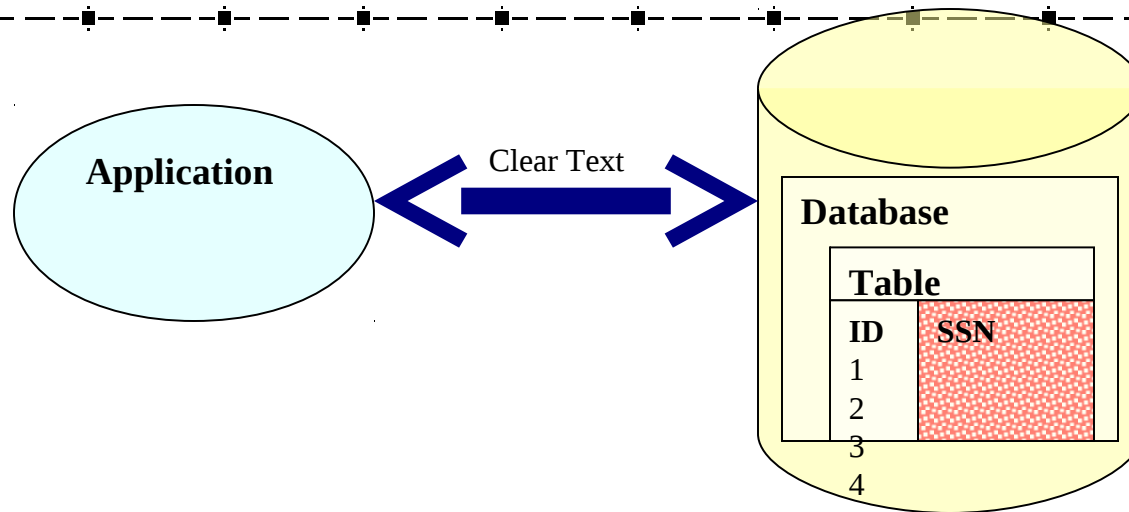 Application
Clear Text
Database
Table
ID SSN
1
2
3
4